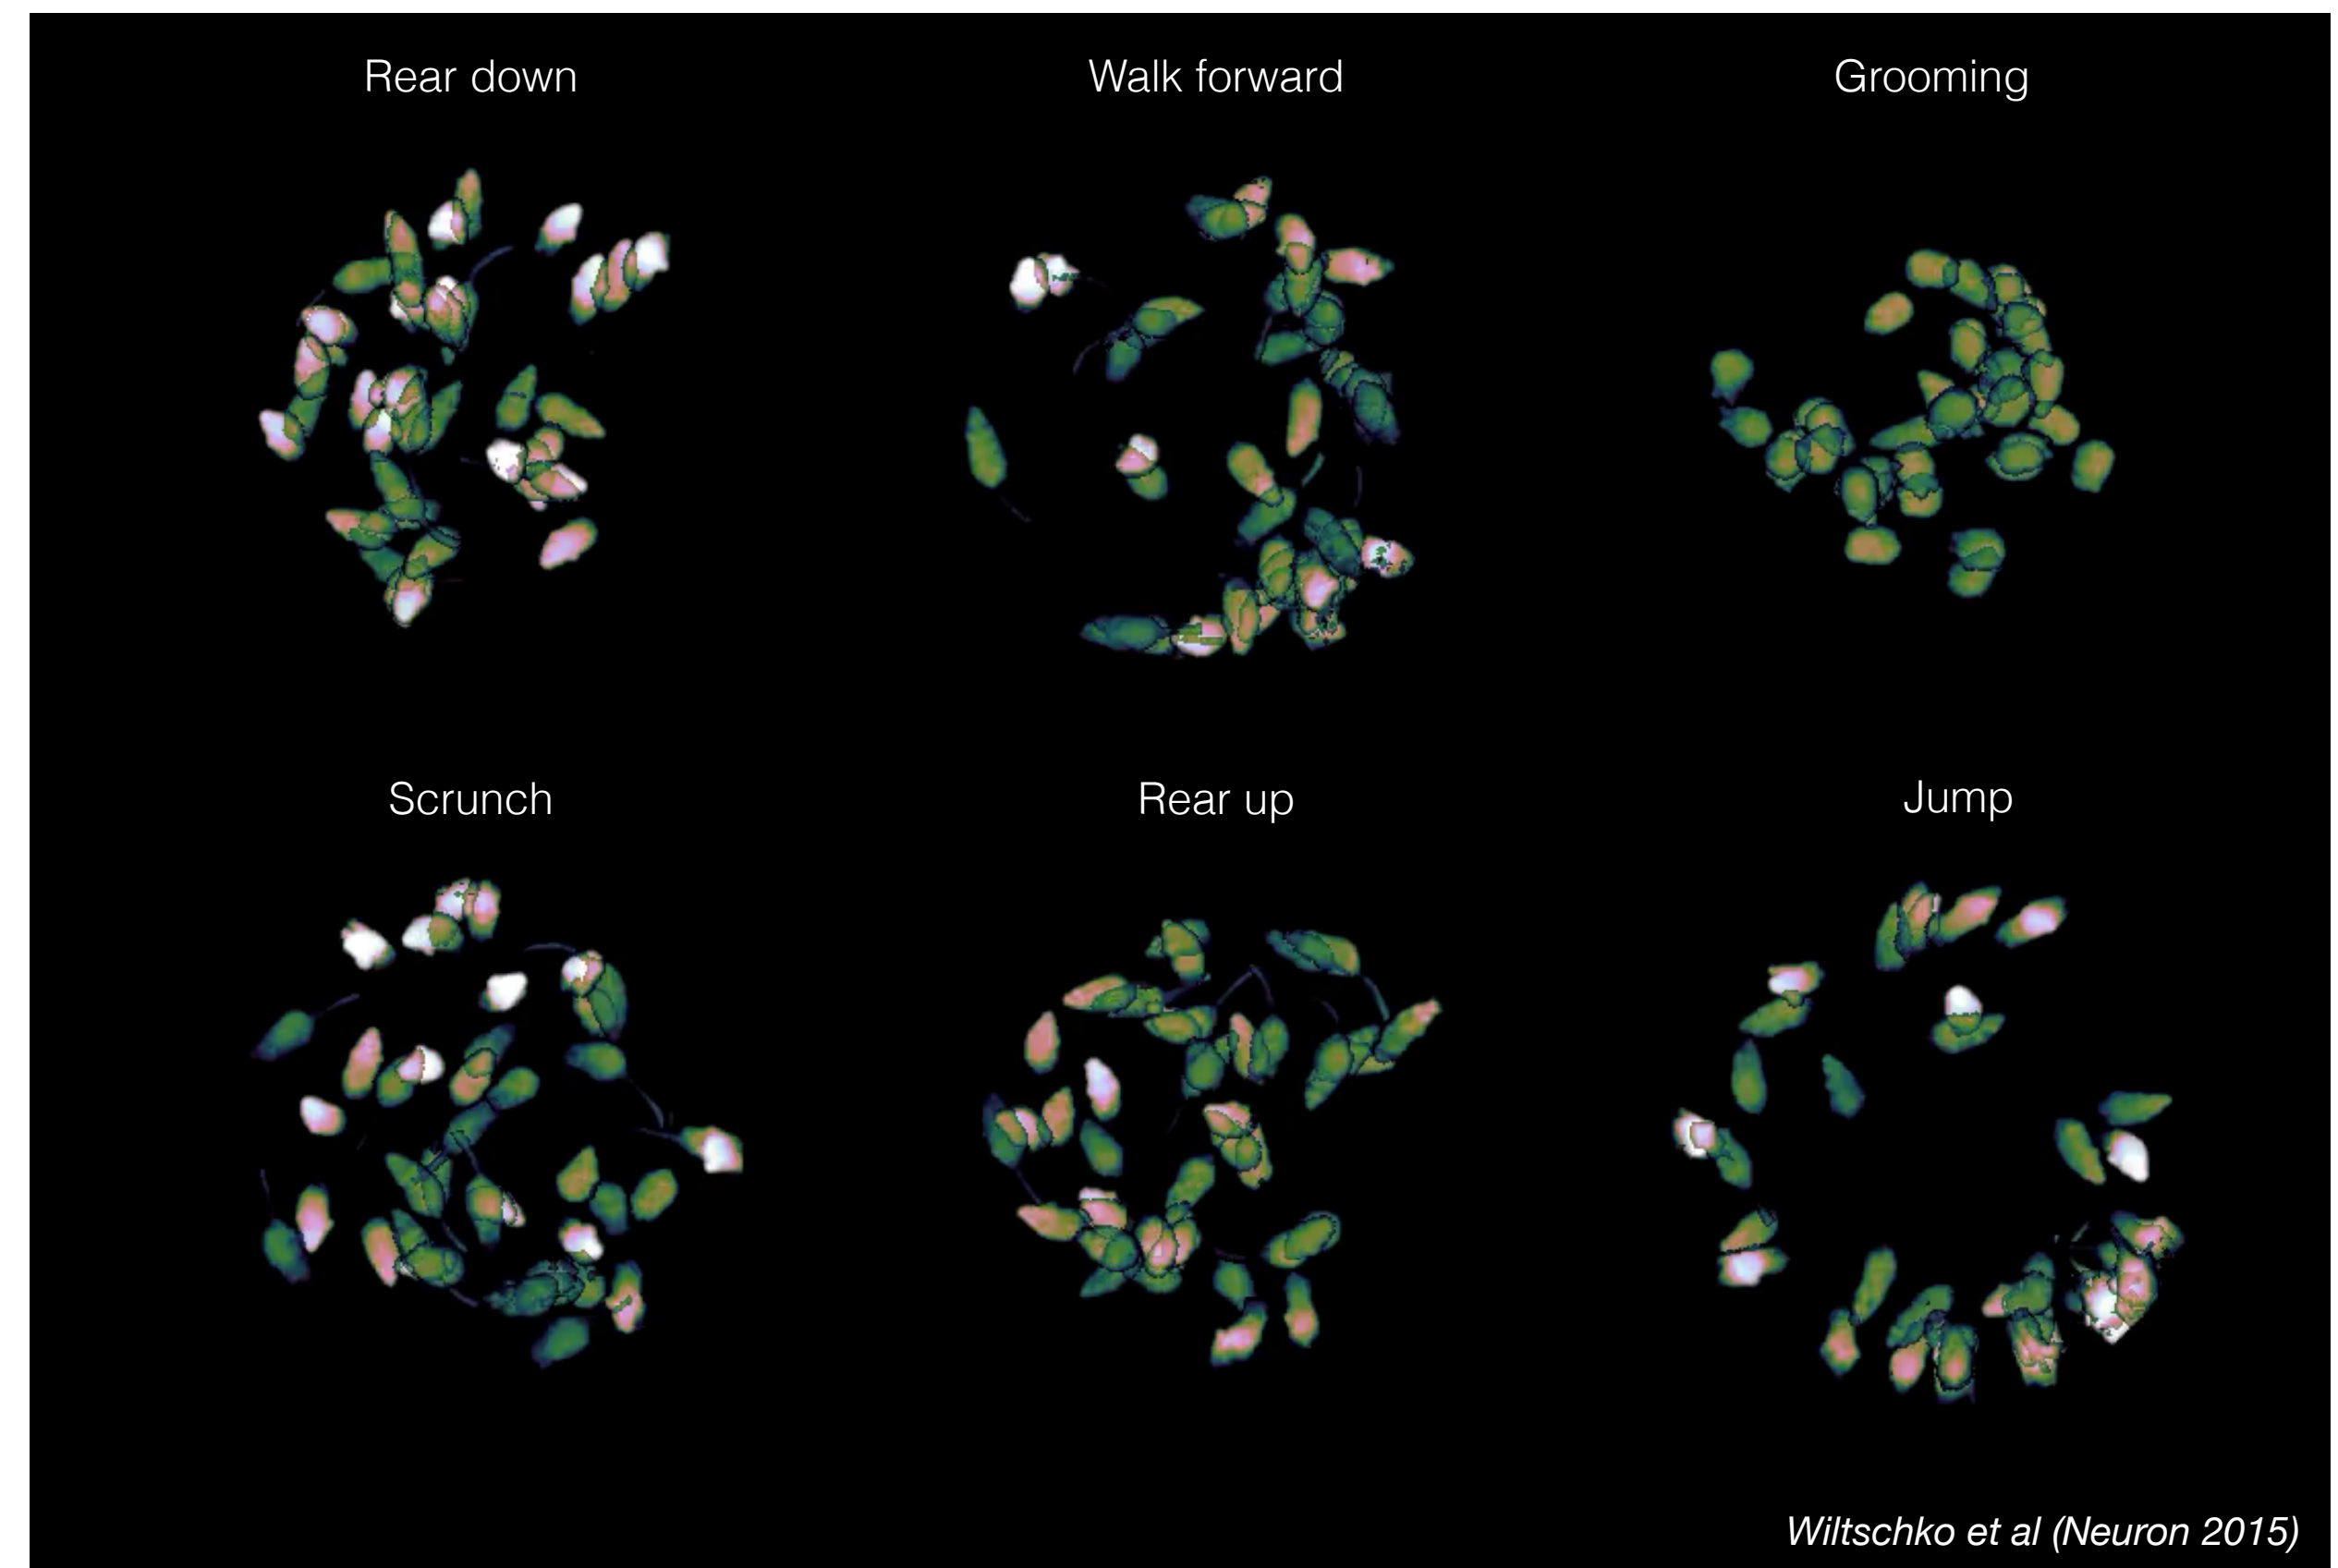 Rear down
Walk forward
Grooming
Scrunch
Rear up
Jump
Wiltschko et al (Neuron 2015)